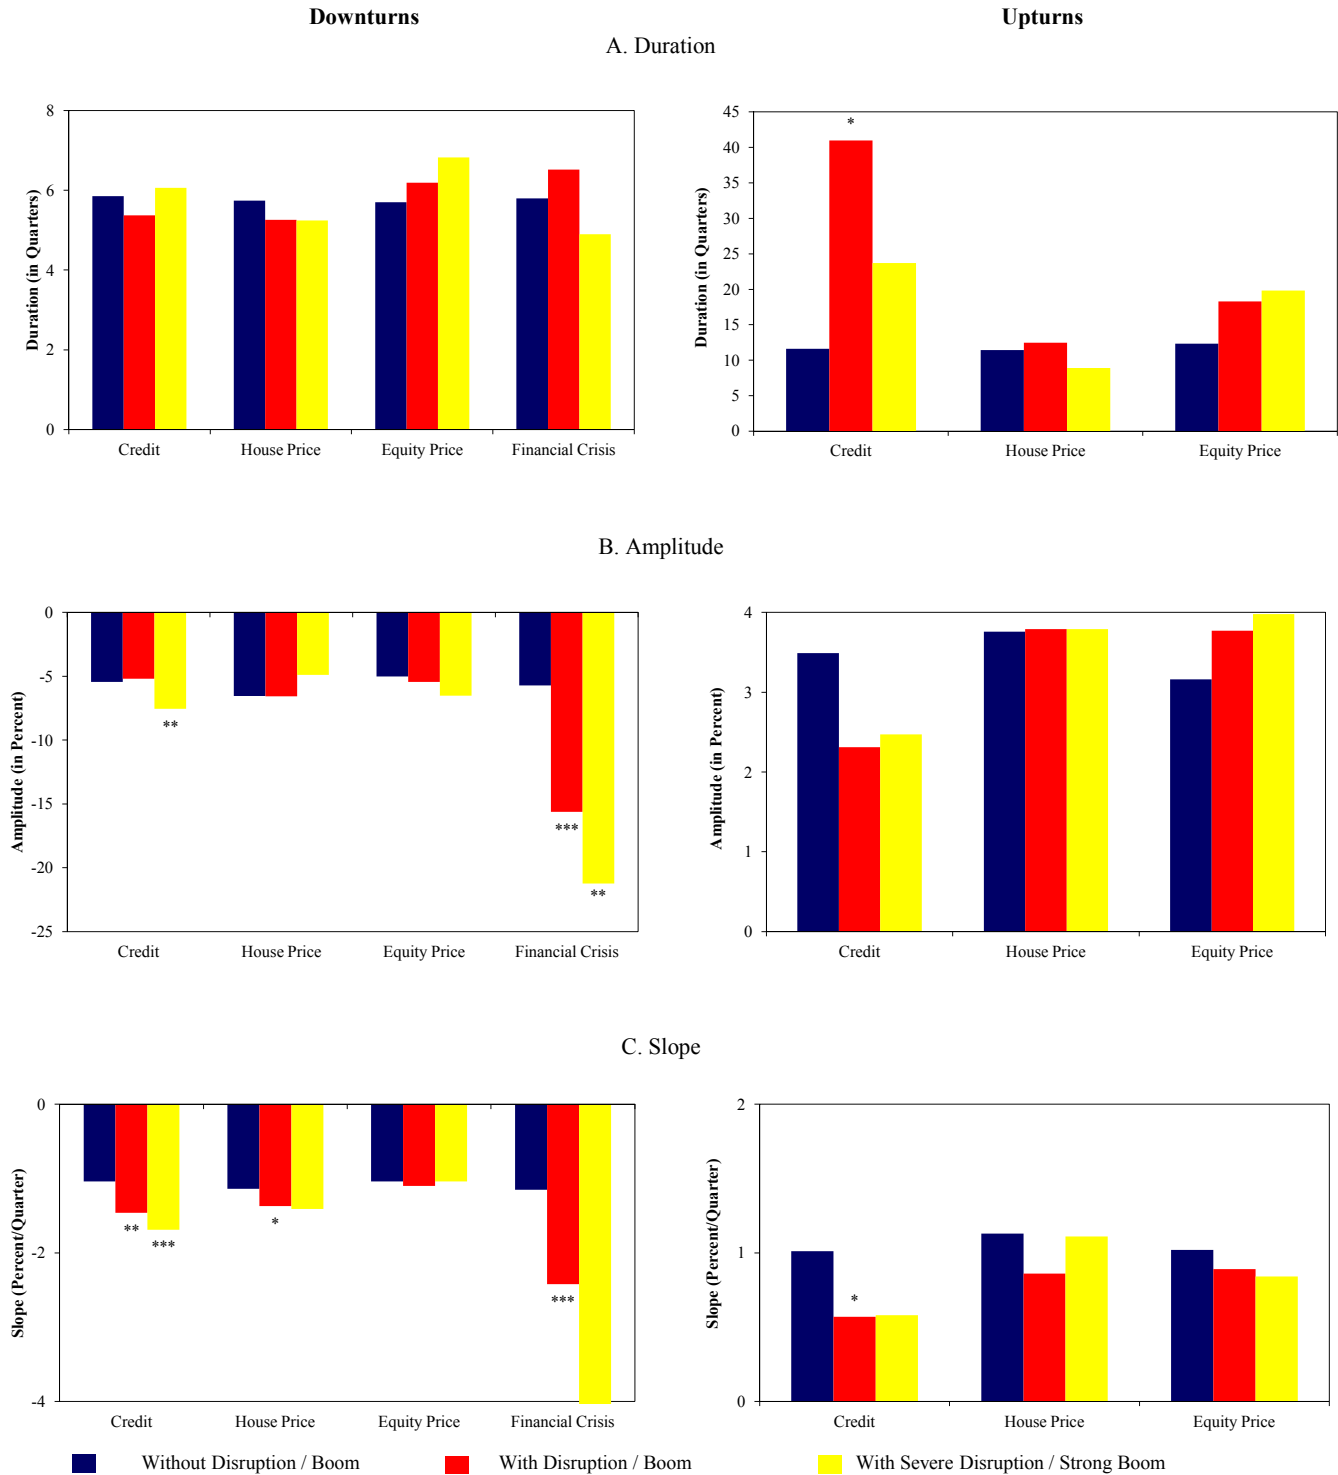 Downturns
Upturns
A. Duration
8
6
4
2
0
Duration (in Quarters)
Credit
House Price
Equity Price
Financial Crisis
45
40
35
30
25
20
15
10
5
0
Duration (in Quarters)
*
Credit
House Price
Equity Price
B. Amplitude
0
-5
-10
-15
-20
-25
Amplitude (in Percent)
**
***
**
Credit
House Price
Equity Price
Financial Crisis
4
3
2
1
0
Amplitude (in Percent)
Credit
House Price
Equity Price
C. Slope
0
-2
-4
Slope (Percent/Quarter)
**
***
*
***
Credit
House Price
Equity Price
Financial Crisis
2
1
0
Slope (Percent/Quarter)
*
Credit
House Price
Equity Price
Without Disruption / Boom
With Disruption / Boom
With Severe Disruption / Strong Boom